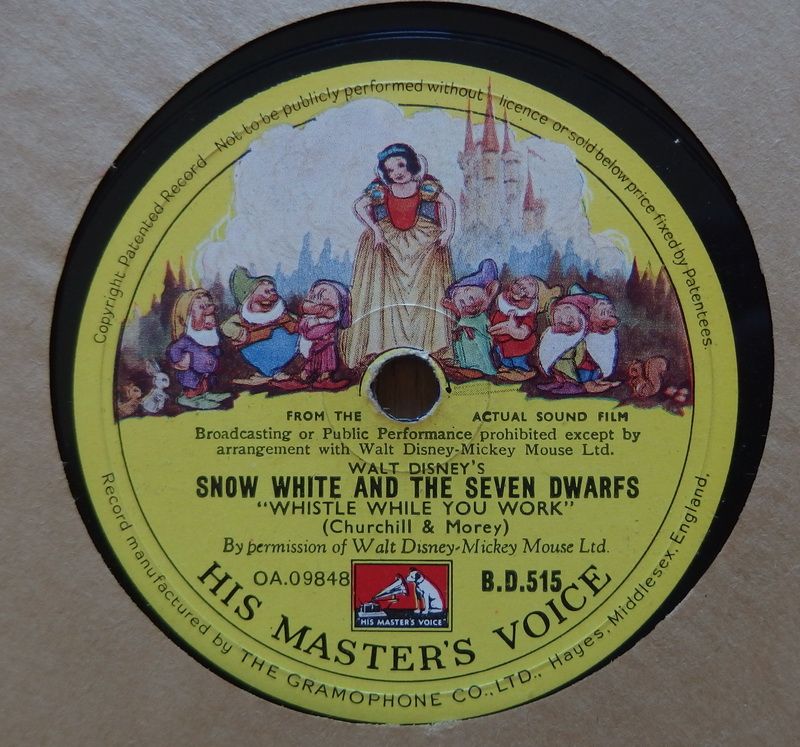 Copyright Patented Record Not to be publicly performed without licence or sold below price fixed by Patentees.
FROM THE ACTUAL SOUND FILM
Broadcasting or Public Performance prohibited except by
arrangement with Walt Disney-Mickey Mouse Ltd.
WALT DISNEY'S
SNOW WHITE AND THE SEVEN DWARFS
"WHISTLE WHILE YOU WORK"
(Churchill & Morey)
By permission of Walt Disney-Mickey Mouse Ltd.
OA.09848 B.D.515
"HIS MASTER'S VOICE"
HIS MASTER'S VOICE
Record manufactured by THE GRAMOPHONE CO., LTD., Hayes, Middlesex, England.